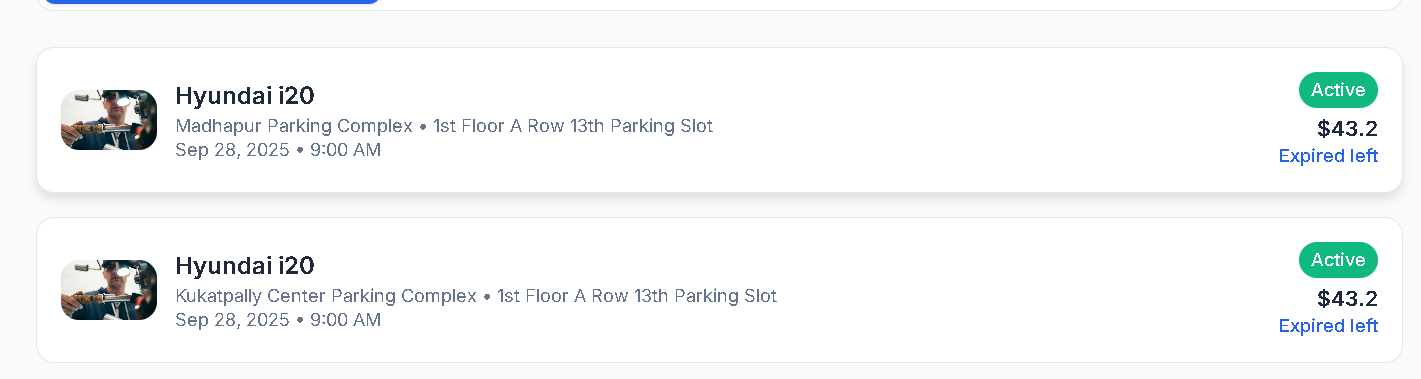 Hyundai i20
Madhapur Parking Complex • 1st Floor A Row 13th Parking Slot
Sep 28, 2025 • 9:00 AM
Active
$43.2
Expired left
Hyundai i20
Kukatpally Center Parking Complex • 1st Floor A Row 13th Parking Slot
Sep 28, 2025 • 9:00 AM
Active
$43.2
Expired left